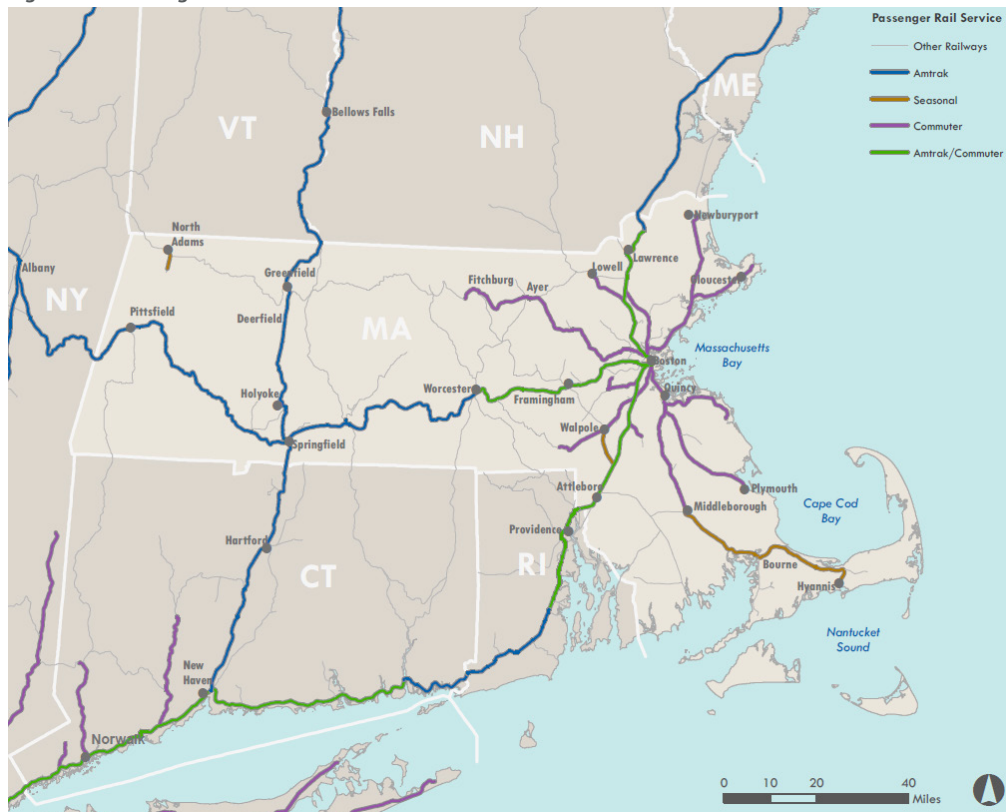 Passenger Rail Service
Other Railways
Amtrak
Seasonal
Commuter
Amtrak/Commuter
ME
VT
NH
Bellows Falls
North
Adams
Newburyport
Albany
NY
Greenfield
Lawrence
Lowell
Gloucester
Fitchburg
Ayer
Pittsfield
Deerfield
MA
Massachusetts
Bay
Boston
Worcester
Framingham
Quincy
Holyoke
Walpole
Springfield
Attleboro
Plymouth
Middleborough
Cape Cod
Bay
Providence
Hartford
CT
RI
Bourne
Hyannis
Nantucket
Sound
New
Haven
Norwalk
0 10 20 40
Miles